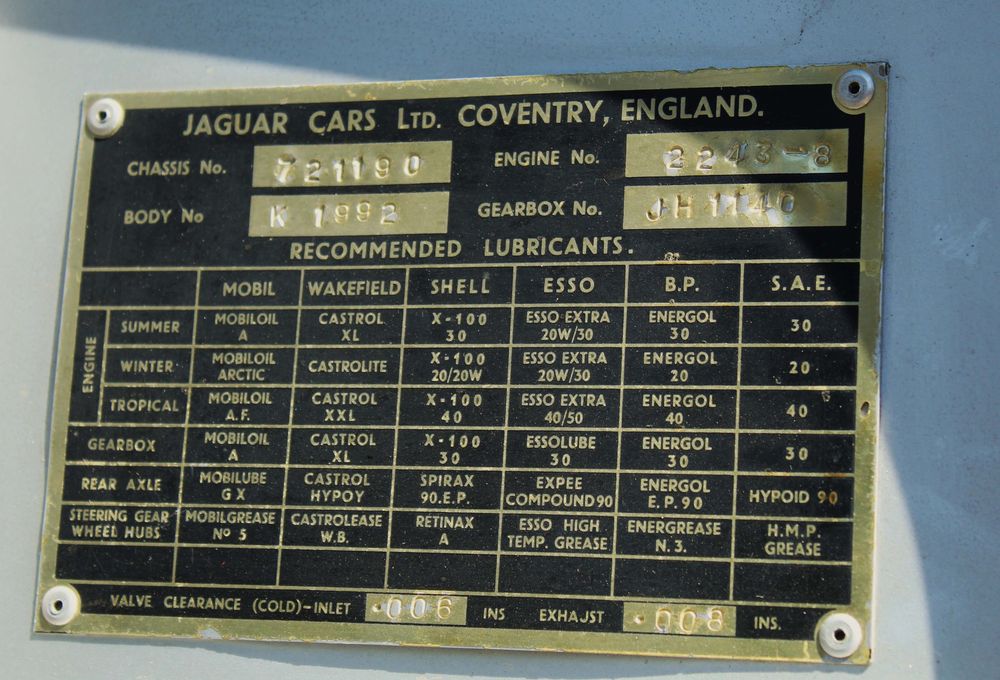 JAGUAR CARS LTD. COVENTRY, ENGLAND.
CHASSIS No. 721190 ENGINE No. 2243-8
BODY No K 1992 GEARBOX No. JH1140
RECOMMENDED LUBRICANTS.
MOBIL WAKEFIELD SHELL ESSO B.P. S.A.E.
ENGINE
SUMMER MOBILOIL A CASTROL XL X-100 30 ESSO EXTRA 20W/30 ENERGOL 30 30
WINTER MOBILOIL ARCTIC CASTROLITE X-100 20/20W ESSO EXTRA 20W/30 ENERGOL 20 20
TROPICAL MOBILOIL A.F. CASTROL XXL X-100 40 ESSO EXTRA 40/50 ENERGOL 40 40
GEARBOX MOBILOIL A CASTROL XL X-100 30 ESSOLUBE 30 ENERGOL 30 30
REAR AXLE MOBILUBE GX CASTROL HYPOY SPIRAX 90.E.P. EXPEE COMPOUND 90 ENERGOL E.P. 90 HYPOID 90
STEERING GEAR WHEEL HUBS MOBILGREASE No 5 CASTROLEASE W.B. RETINAX A ESSO HIGH TEMP. GREASE ENERGREASE N.3. H.M.P. GREASE
VALVE CLEARANCE (COLD)-INLET .006 INS EXHAUST .008 INS.